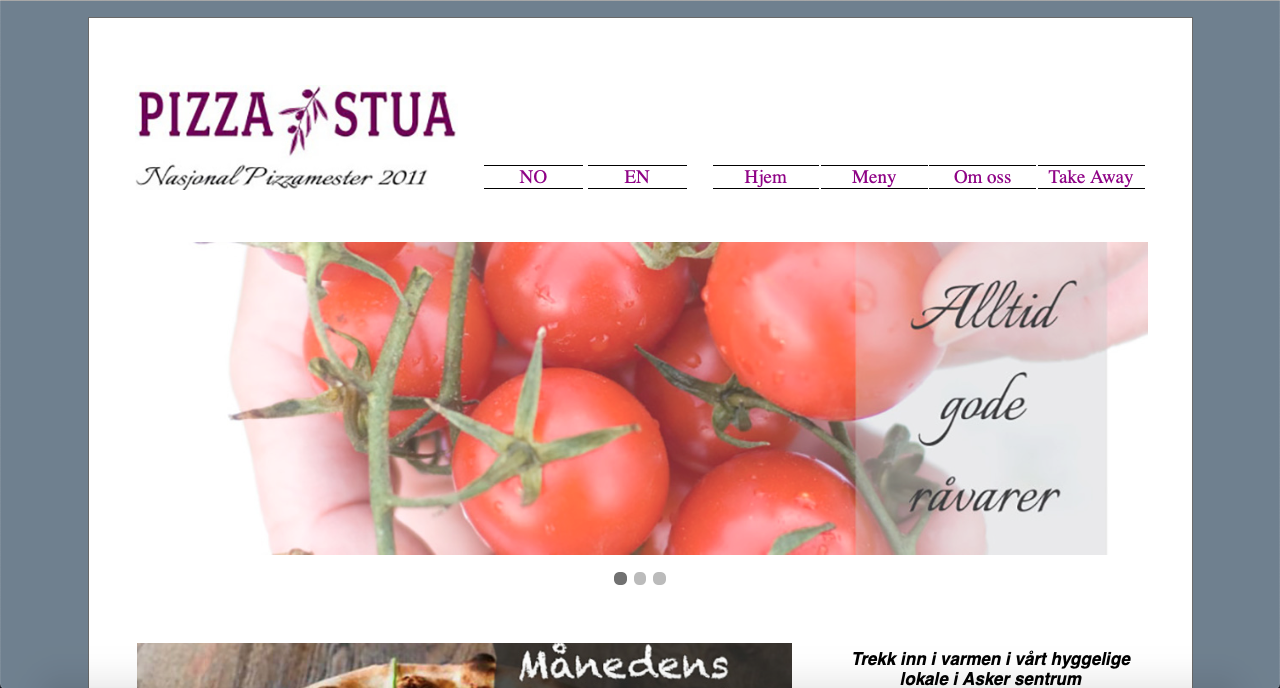 PIZZA STUA
Nasjonal Pizzamester 2011
NO EN Hjem Meny Om oss Take Away
Alltid
gode
råvarer
Månedens
Trekk inn i varmen i vårt hyggelige
lokale i Asker sentrum